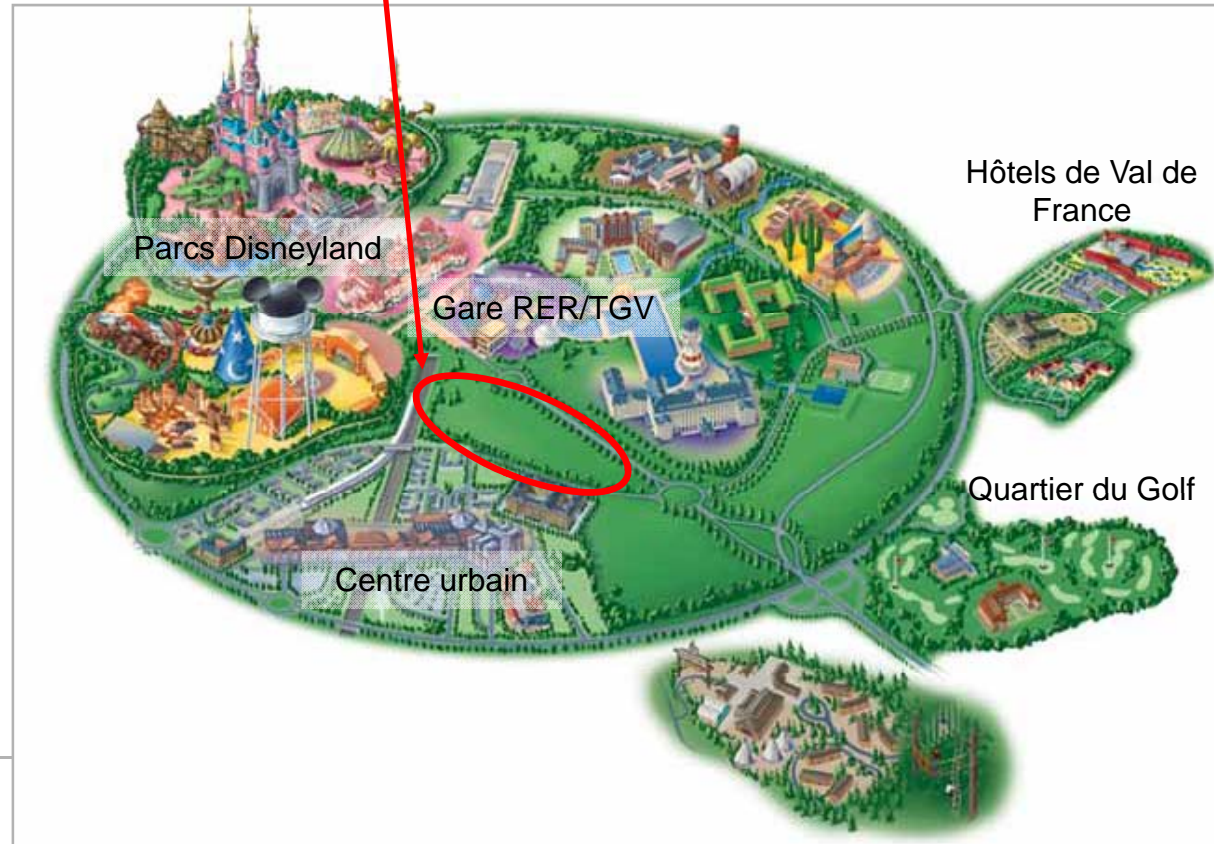 Hôtels de Val de
France
Parcs Disneyland
Gare RER/TGV
Quartier du Golf
Centre urbain